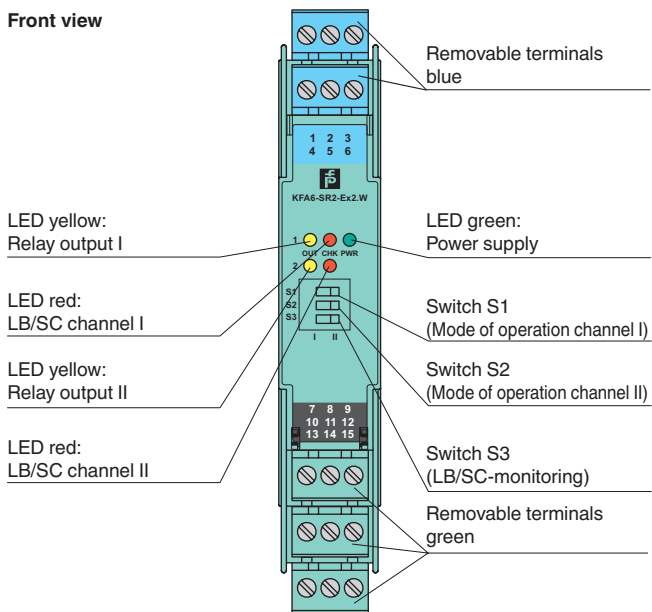 Front view
Removable terminals
blue
1 2 3
4 5 6
KFA6-SR2-Ex2.W
LED yellow:
Relay output I
LED green:
Power supply
1
OUT CHK PWR
2
LED red:
LB/SC channel I
S1
S2
S3
I II
Switch S1
(Mode of operation channel I)
LED yellow:
Relay output II
Switch S2
(Mode of operation channel II)
7 8 9
10 11 12
13 14 15
LED red:
LB/SC channel II
Switch S3
(LB/SC-monitoring)
Removable terminals
green